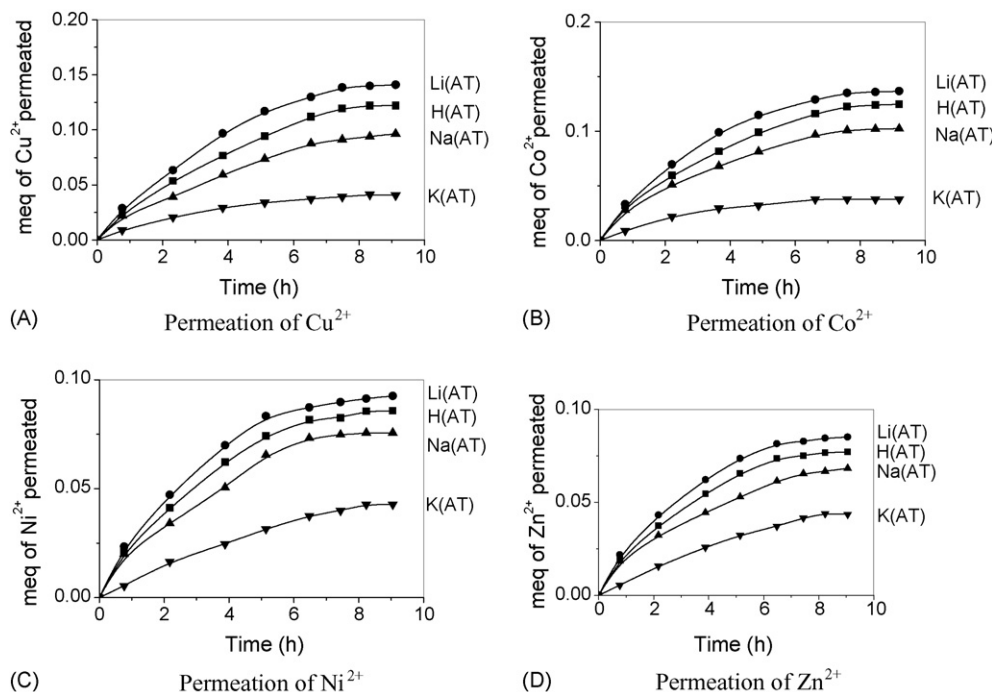 meq of Cu²⁺permeated
0.20
0.15
0.10
0.05
0.00
Li(AT)
H(AT)
Na(AT)
K(AT)
0 2 4 6 8 10
Time (h)
(A) Permeation of Cu²⁺
meq of Co²⁺permeated
0.2
0.1
0.0
Li(AT)
H(AT)
Na(AT)
K(AT)
0 2 4 6 8 10
Time (h)
(B) Permeation of Co²⁺
meq of Ni²⁺ permeated
0.10
0.05
0.00
Li(AT)
H(AT)
Na(AT)
K(AT)
0 2 4 6 8 10
Time (h)
(C) Permeation of Ni²⁺
meq of Zn²⁺ permeated
0.10
0.05
0.00
Li(AT)
H(AT)
Na(AT)
K(AT)
0 2 4 6 8 10
Time (h)
(D) Permeation of Zn²⁺